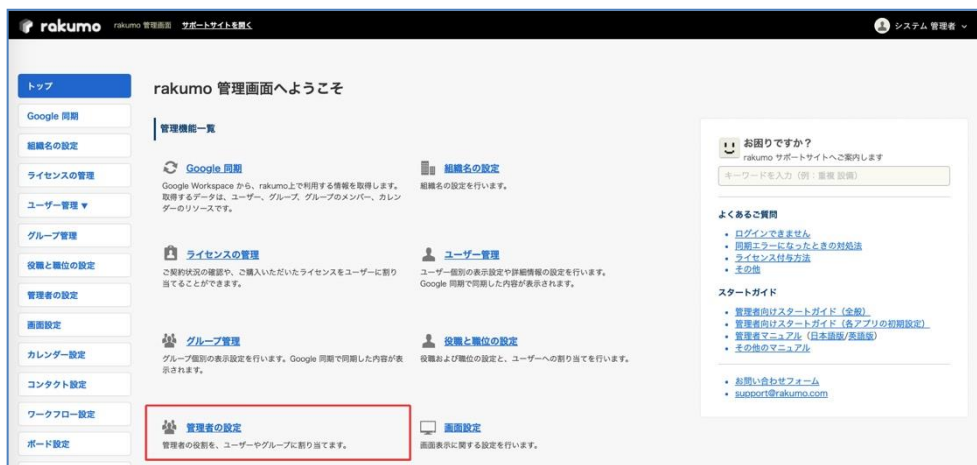 rakumo rakumo 管理画面 サポートサイトを開く システム 管理者
トップ
Google 同期
組織名の設定
ライセンスの管理
ユーザー管理 ▼
グループ管理
役職と職位の設定
管理者の設定
画面設定
カレンダー設定
コンタクト設定
ワークフロー設定
ボード設定
rakumo 管理画面へようこそ
管理機能一覧
Google 同期
Google Workspace から、rakumo上で利用する情報を取得します。
取得するデータは、ユーザー、グループ、グループのメンバー、カレン
ダーのリソースです。
組織名の設定
組織名の設定を行います。
ライセンスの管理
ご契約状況の確認や、ご購入いただいたライセンスをユーザーに割り
当てることができます。
ユーザー管理
ユーザー個別の表示設定や詳細情報の設定を行います。
Google 同期で同期した内容が表示されます。
グループ管理
グループ個別の表示設定を行います。Google 同期で同期した内容が表
示されます。
役職と職位の設定
役職および職位の設定と、ユーザーへの割り当てを行います。
管理者の設定
管理者の役割を、ユーザーやグループに割り当てます。
画面設定
画面表示に関する設定を行います。
お困りですか？
rakumo サポートサイトへご案内します
キーワードを入力（例：重複 設備）
よくあるご質問
• ログインできません
• 同期エラーになったときの対処法
• ライセンス付与方法
• その他
スタートガイド
• 管理者向けスタートガイド（全般）
• 管理者向けスタートガイド（各アプリの初期設定）
• 管理者マニュアル（日本語版/英語版）
• その他のマニュアル
• お問い合わせフォーム
• support@rakumo.com